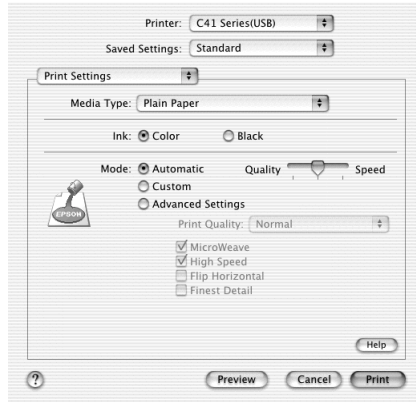 Printer: C41 Series(USB)
Saved Settings: Standard
Print Settings
Media Type: Plain Paper
Ink: Color Black
Mode: Automatic Quality Speed
Custom
Advanced Settings
Print Quality: Normal
MicroWeave
High Speed
Flip Horizontal
Finest Detail
EPSON
Help
? Preview Cancel Print